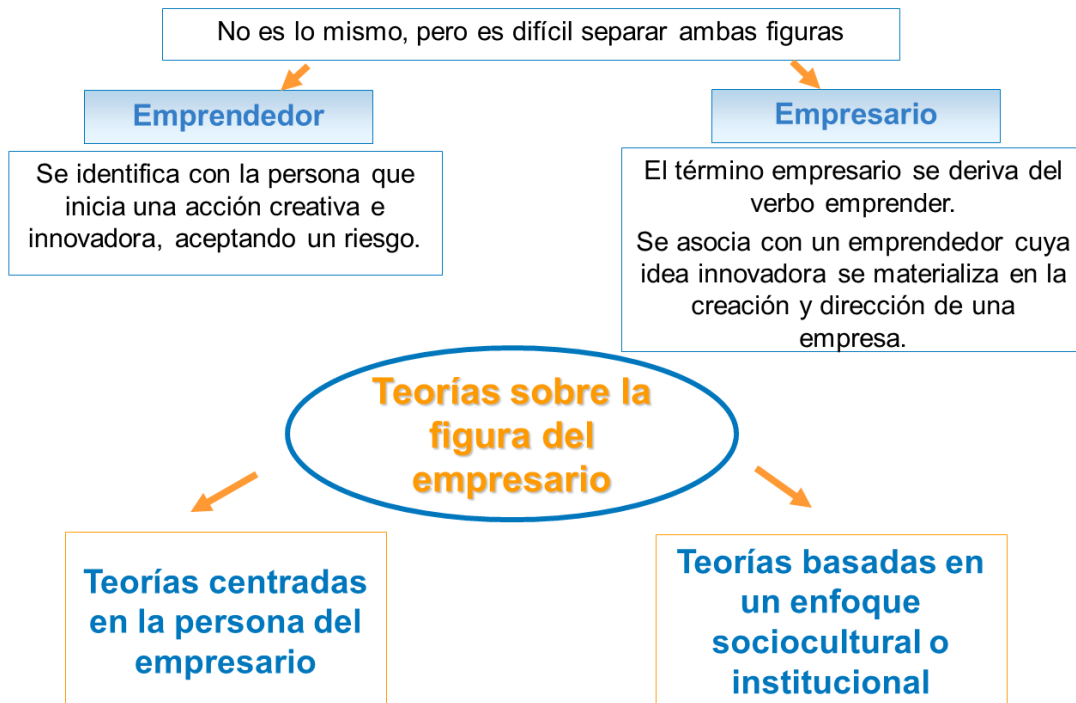 No es lo mismo, pero es difícil separar ambas figuras
Emprendedor
Se identifica con la persona que
inicia una acción creativa e
innovadora, aceptando un riesgo.
Empresario
El término empresario se deriva del
verbo emprender.
Se asocia con un emprendedor cuya
idea innovadora se materializa en la
creación y dirección de una
empresa.
Teorías sobre la
figura del
empresario
Teorías centradas
en la persona del
empresario
Teorías basadas en
un enfoque
sociocultural o
institucional